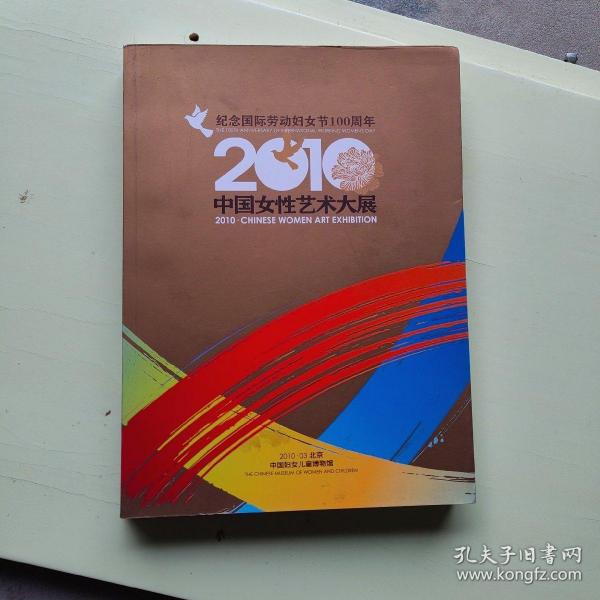 纪念国际劳动妇女节100周年
THE 100TH ANNIVERSARY OF INTERNATIONAL WORKING WOMEN'S DAY
2010
中国女性艺术大展
2010·CHINESE WOMEN ART EXHIBITION
2010·03 北京
中国妇女儿童博物馆
THE CHINESE MUSEUM OF WOMEN AND CHILDREN
孔夫子旧书网
www.kongfz.com